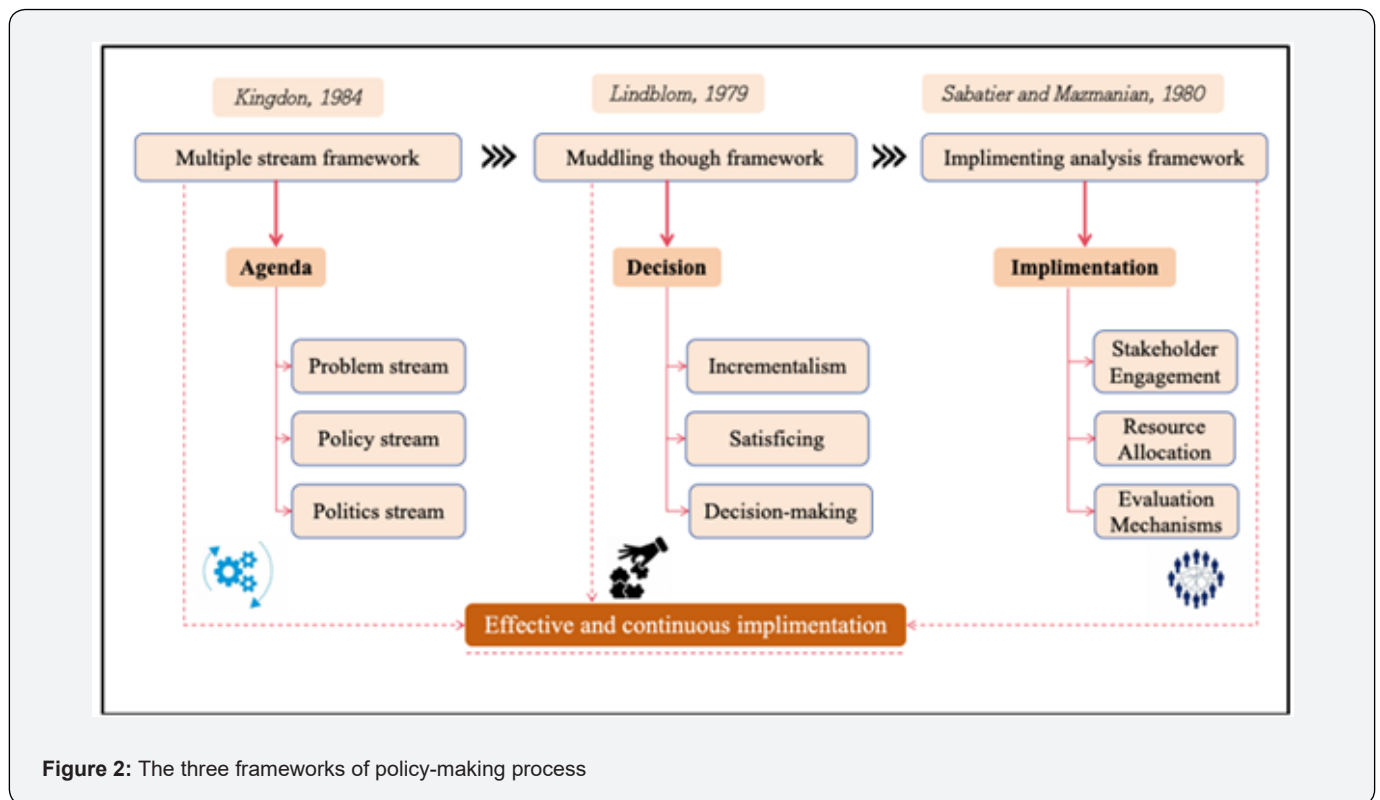 Kingdon, 1984
Lindblom, 1979
Sabatier and Mazmanian, 1980
Multiple stream framework
Muddling though framework
Implimenting analysis framework
Agenda
Decision
Implimentation
Problem stream
Policy stream
Politics stream
Incrementalism
Satisficing
Decision-making
Stakeholder
Engagement
Resource
Allocation
Evaluation
Mechanisms
Effective and continuous implimentation
Figure 2: The three frameworks of policy-making process